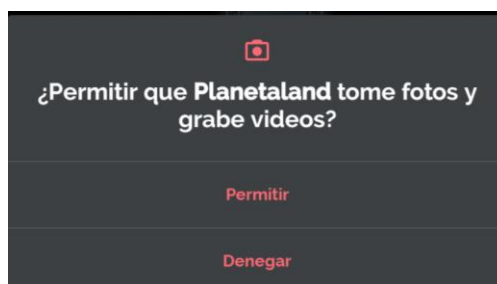 ¿Permitir que Planetaland tome fotos y
grabe videos?
Permitir
Denegar